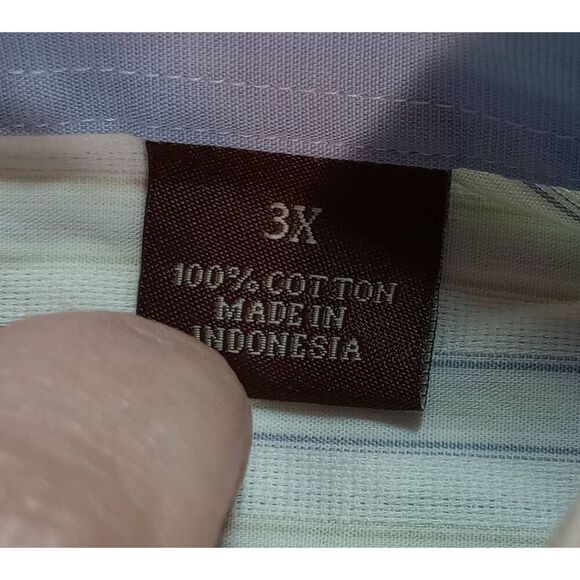 3X
100% COTTON
MADE IN
INDONESIA